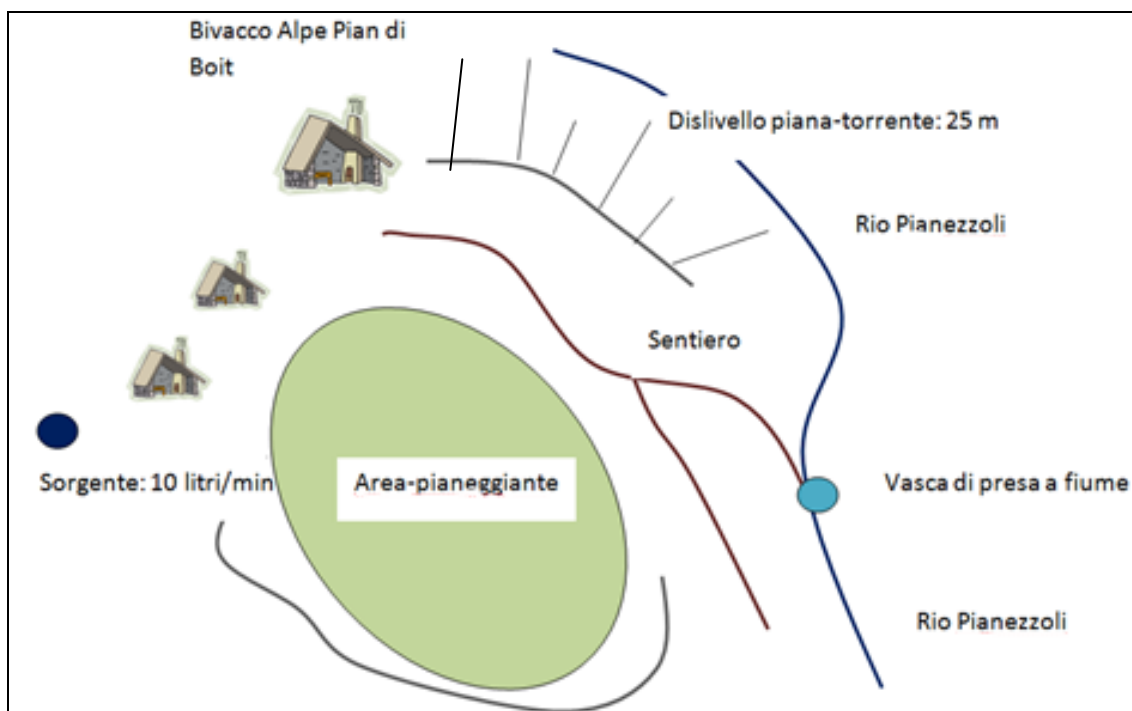 Bivacco Alpe Pian di
Boit
Dislivello piana-torrente: 25 m
Rio Pianezzoli
Sentiero
Sorgente: 10 litri/min
Area-pianeggiante
Vasca di presa a fiume
Rio Pianezzoli